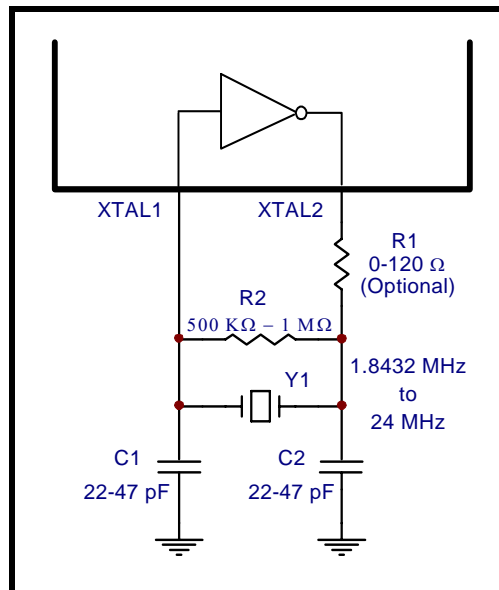 XTAL1
XTAL2
R1
0-120 Ω
(Optional)
R2
500 KΩ – 1 MΩ
Y1
1.8432 MHz
to
24 MHz
C1
22-47 pF
C2
22-47 pF